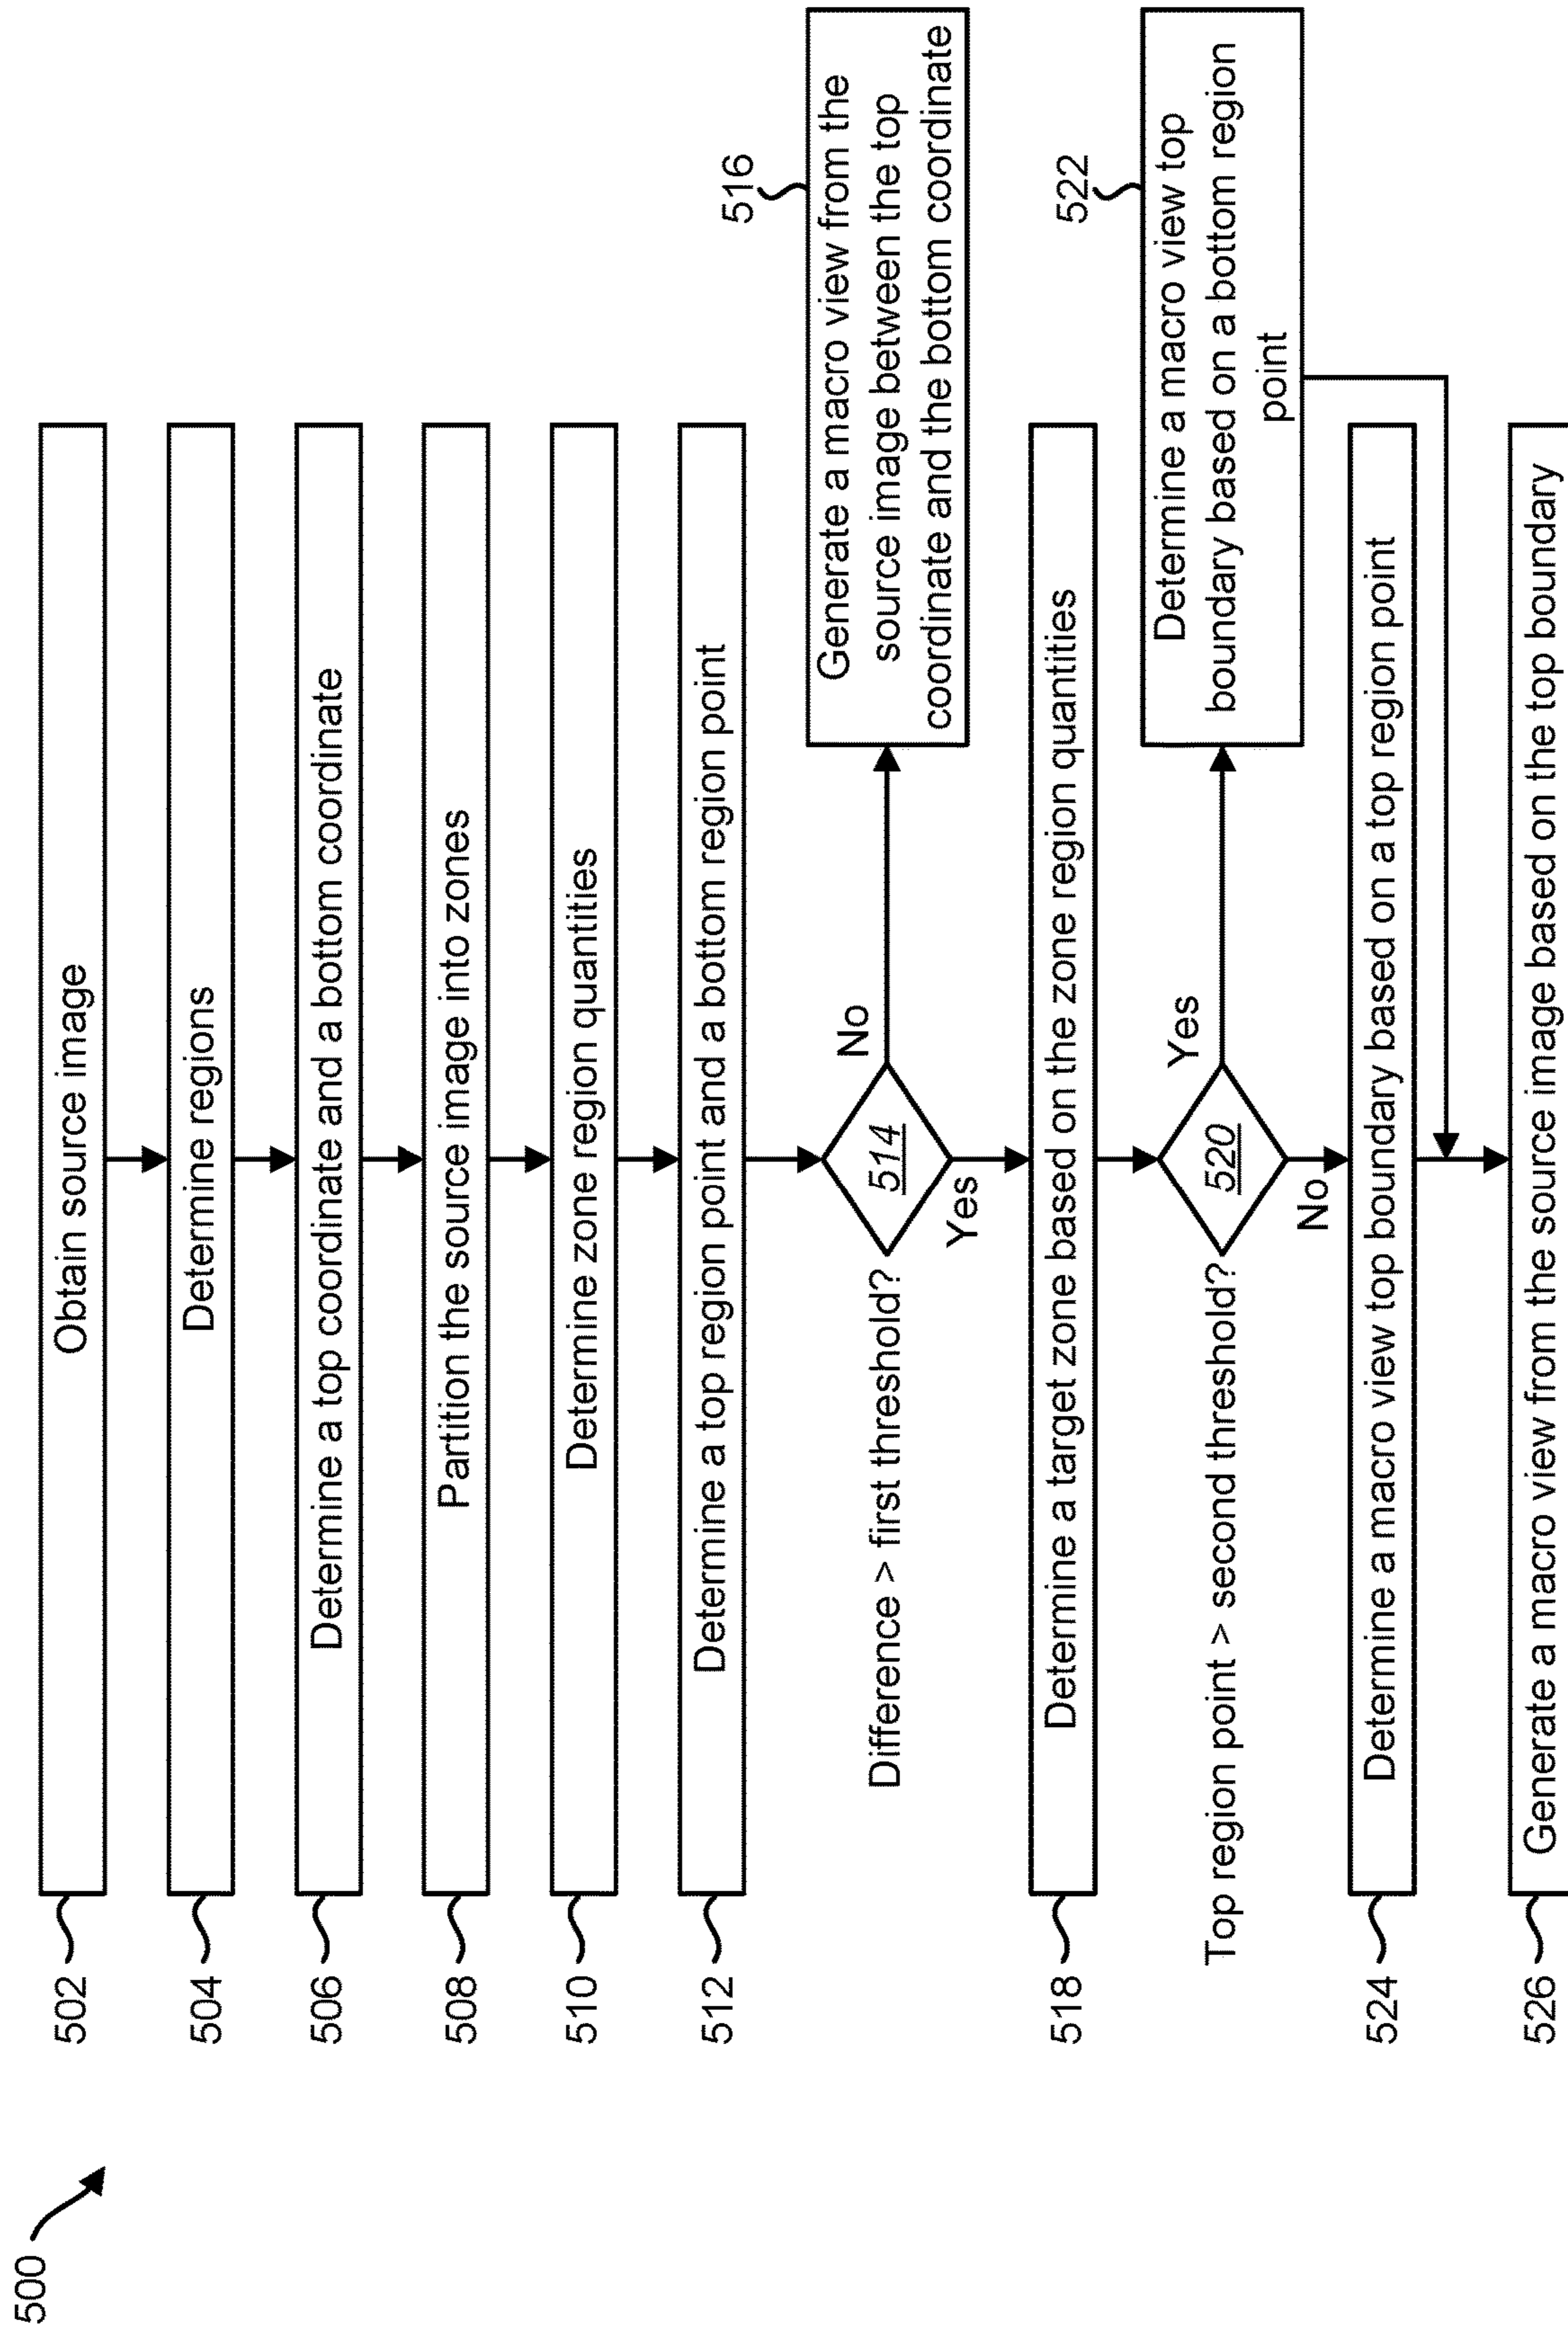 500
502
Obtain source image
504
Determine regions
506
Determine a top coordinate and a bottom coordinate
508
Partition the source image into zones
510
Determine zone region quantities
512
Determine a top region point and a bottom region point
Difference > first threshold?
514
No
Yes
516
Generate a macro view from the
source image between the top
coordinate and the bottom coordinate
518
Determine a target zone based on the zone region quantities
Top region point > second threshold?
520
Yes
No
522
Determine a macro view top
boundary based on a bottom region
point
524
Determine a macro view top boundary based on a top region point
526
Generate a macro view from the source image based on the top boundary